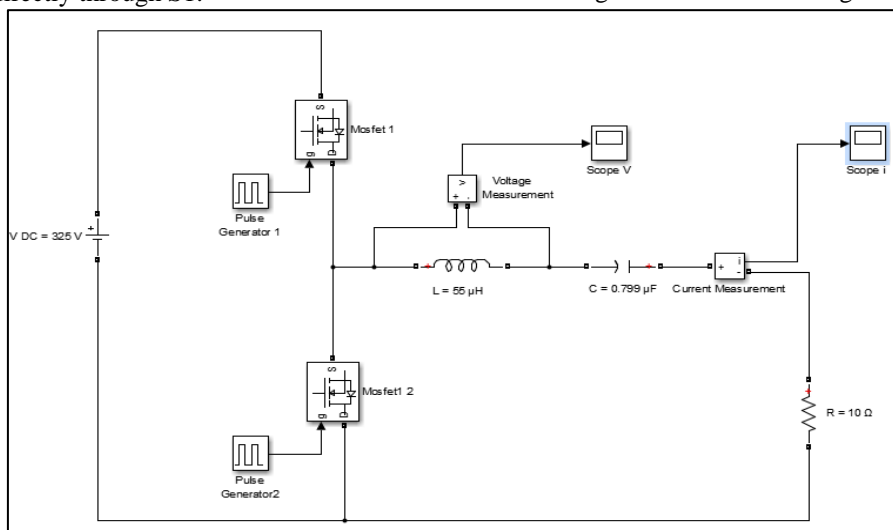 S
Mosfet 1
g D
Pulse
Generator 1
V DC = 325 V
+
v
+ -
Voltage
Measurement
Scope V
Scope i
L = 55 µH
C = 0.799 µF
+ i
-
Current Measurement
S
Mosfet1 2
g D
Pulse
Generator2
R = 10 Ω